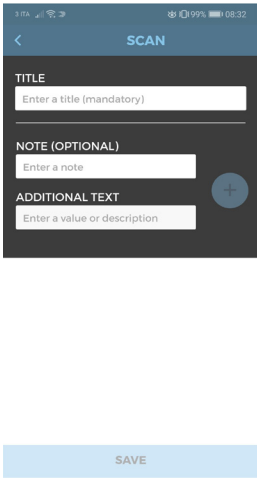 3 ITA 99% 08:32
SCAN
TITLE
Enter a title (mandatory)
NOTE (OPTIONAL)
Enter a note
ADDITIONAL TEXT
Enter a value or description
SAVE